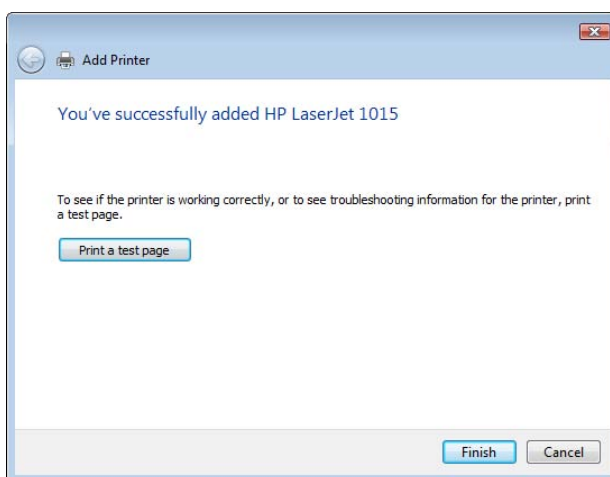 Add Printer
You've successfully added HP LaserJet 1015
To see if the printer is working correctly, or to see troubleshooting information for the printer, print
a test page.
Print a test page
Finish
Cancel